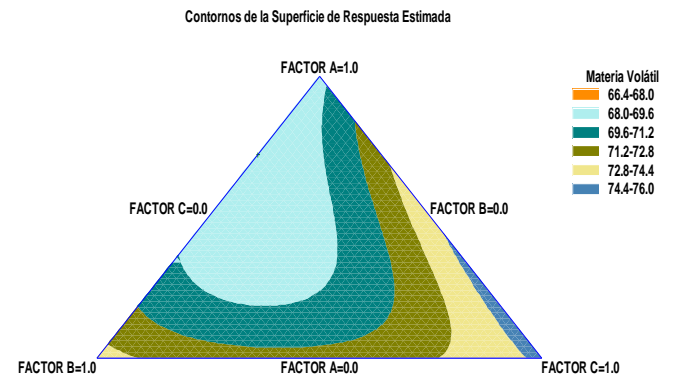 Contornos de la Superficie de Respuesta Estimada
FACTOR A=1.0
Materia Volátil
66.4-68.0
68.0-69.6
69.6-71.2
71.2-72.8
72.8-74.4
74.4-76.0
FACTOR C=0.0
FACTOR B=0.0
FACTOR B=1.0
FACTOR A=0.0
FACTOR C=1.0